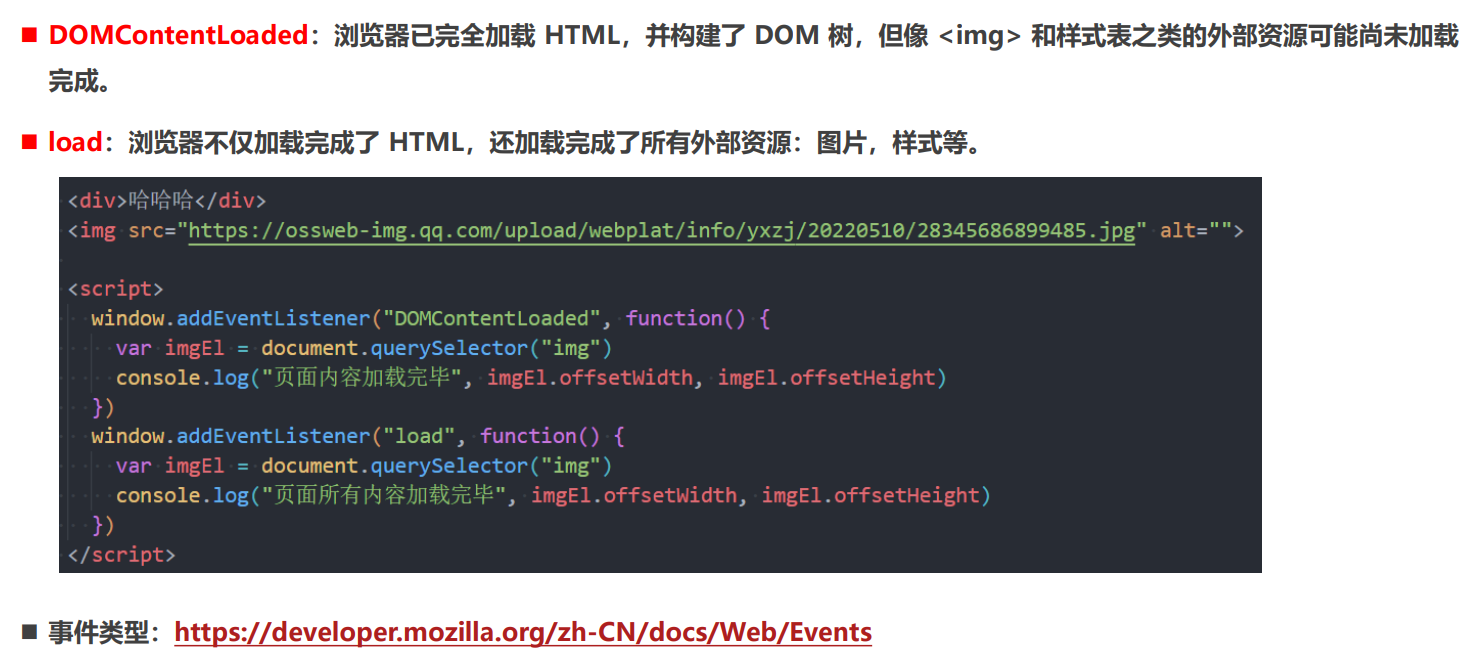 ■ DOMContentLoaded：浏览器已完全加载 HTML，并构建了 DOM 树，但像 <img> 和样式表之类的外部资源可能尚未加载
完成。
■ load：浏览器不仅加载完成了 HTML，还加载完成了所有外部资源：图片，样式等。
<div>哈哈哈</div>
<img src="https://ossweb-img.qq.com/upload/webplat/info/yxzj/20220510/28345686899485.jpg" alt="">
<script>
window.addEventListener("DOMContentLoaded", function() {
var imgEl = document.querySelector("img")
console.log("页面内容加载完毕", imgEl.offsetWidth, imgEl.offsetHeight)
})
window.addEventListener("load", function() {
var imgEl = document.querySelector("img")
console.log("页面所有内容加载完毕", imgEl.offsetWidth, imgEl.offsetHeight)
})
</script>
■ 事件类型：https://developer.mozilla.org/zh-CN/docs/Web/Events